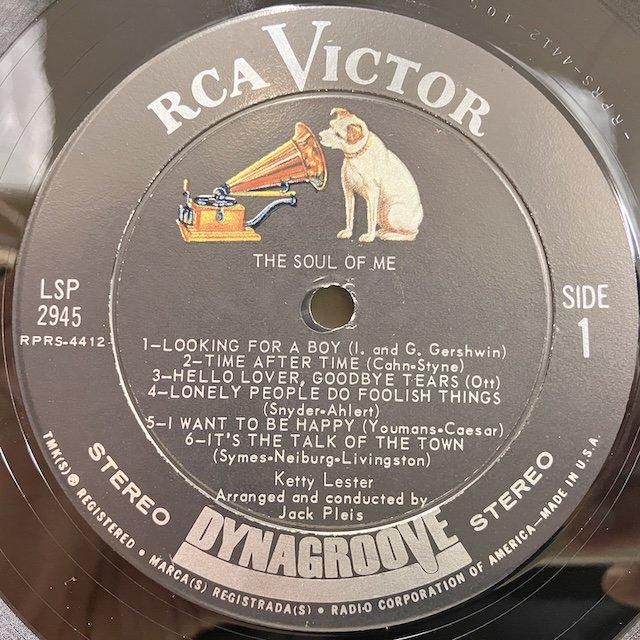 RCA VICTOR
THE SOUL OF ME
LSP
2945
RPRS-4412
SIDE
1
1—LOOKING FOR A BOY (I. and G. Gershwin)
2—TIME AFTER TIME (Cahn-Styne)
3—HELLO LOVER, GOODBYE TEARS (Ott)
4—LONELY PEOPLE DO FOOLISH THINGS
(Snyder-Ahlert)
5—I WANT TO BE HAPPY (Youmans-Caesar)
6—IT'S THE TALK OF THE TOWN
(Symes-Neiburg-Livingston)
Ketty Lester
Arranged and conducted by
Jack Pleis
STEREO
DYNAGROOVE
STEREO
TMK(S) ® REGISTERED • MARCA(S) REGISTRADA(S) • RADIO CORPORATION OF AMERICA—MADE IN U.S.A.